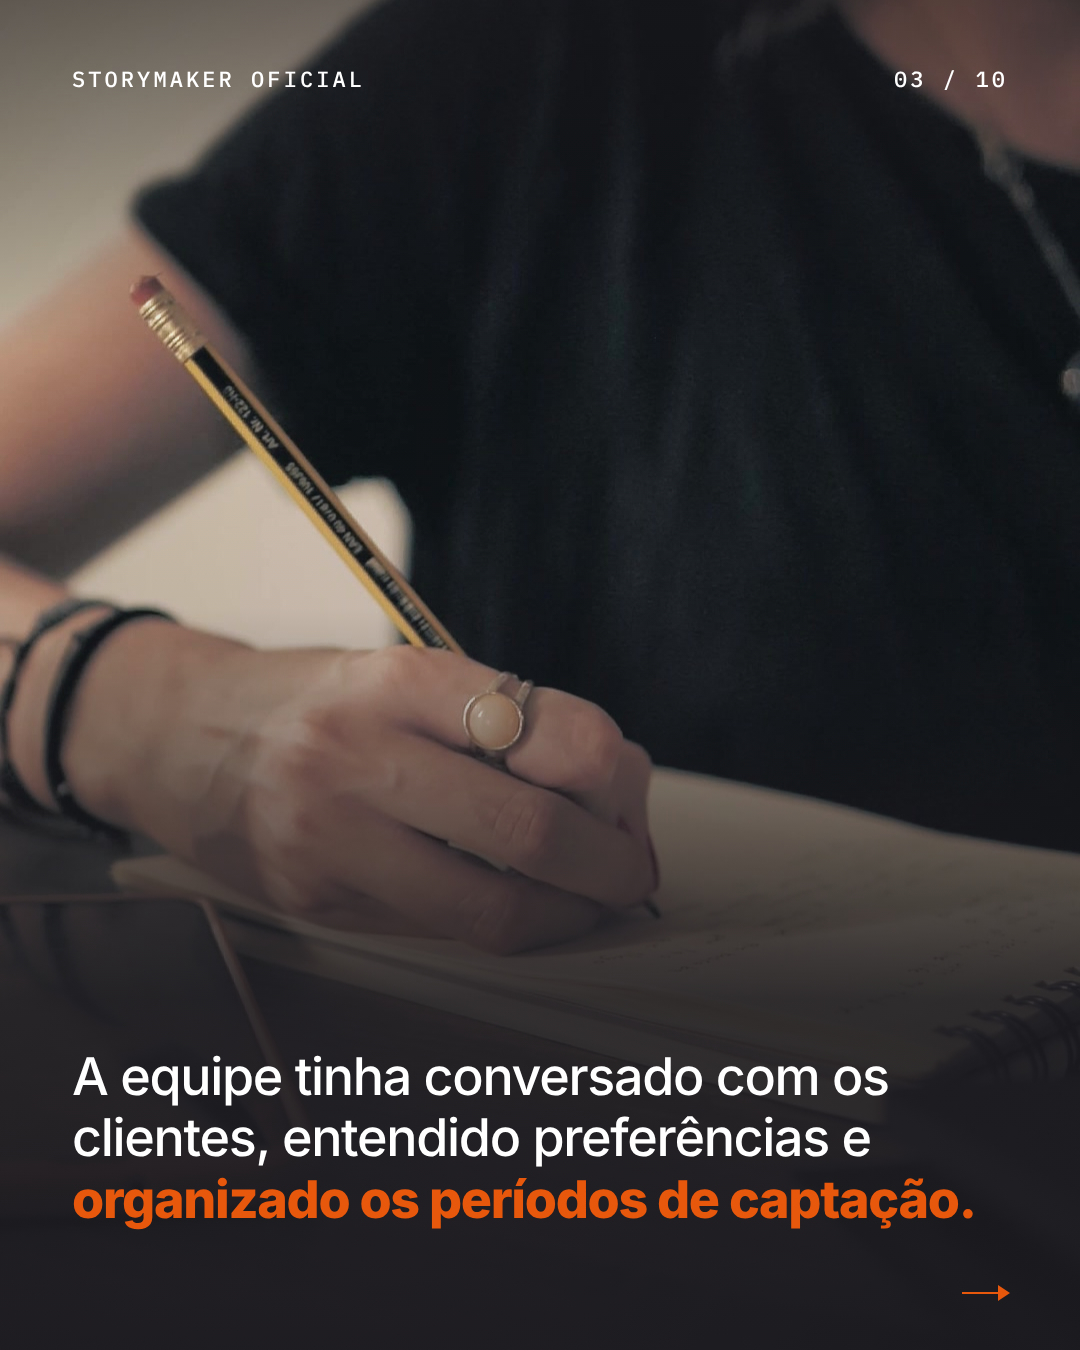 STORYMAKER OFICIAL
03 / 10
A equipe tinha conversado com os
clientes, entendido preferências e
organizado os períodos de captação.